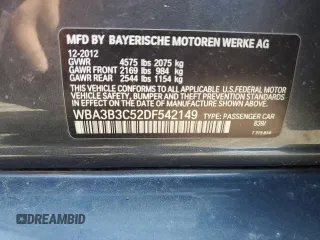 MFD BY BAYERISCHE MOTOREN WERKE AG
12-2012
GVWR 4575 lbs 2075 kg
GAWR FRONT 2169 lbs 984 kg
GAWR REAR 2544 lbs 1154 kg
THIS VEHICLE CONFORMS TO ALL APPLICABLE U.S. FEDERAL MOTOR
VEHICLE SAFETY, BUMPER, AND THEFT PREVENTION STANDARDS
IN EFFECT ON THE DATE OF MANUFACTURE SHOWN ABOVE.
WBA3B3C52DF542149 TYPE: PASSENGER CAR
DREAMBID